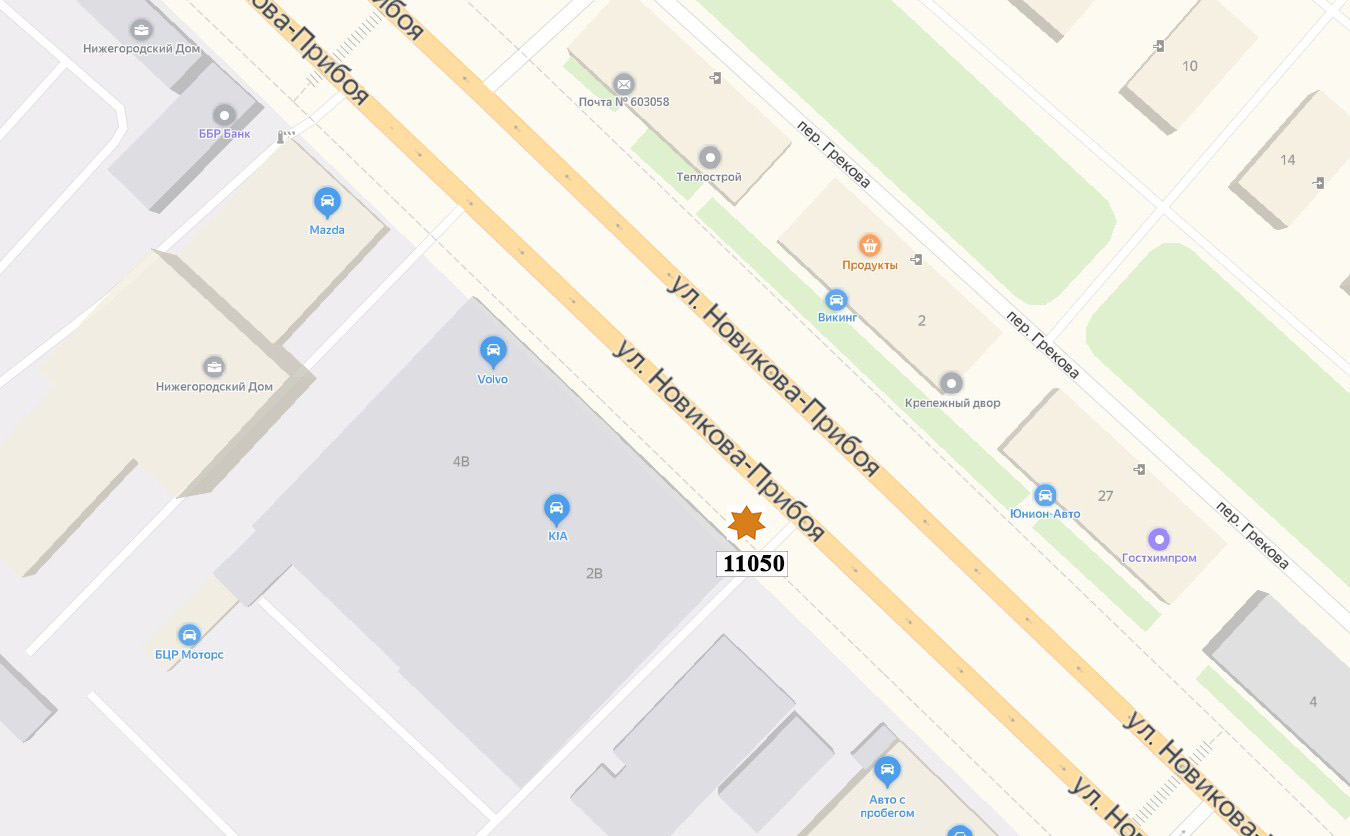 ова-Прибоя
ибоя
Нижегородский Дом
10
Почта № 603058
ББР Банк
пер. Грекова
14
Теплострой
Mazda
Продукты
ул. Новикова-Прибоя
Викинг
2
пер. Грекова
ул. Новикова-Прибоя
Volvo
Нижегородский Дом
Крепежный двор
4В
27
Юнион-Авто
пер. Грекова
KIA
11050
Гостхимпром
2В
БЦР Моторс
4
ул. Новикова-
ул. Но
Авто с
пробегом